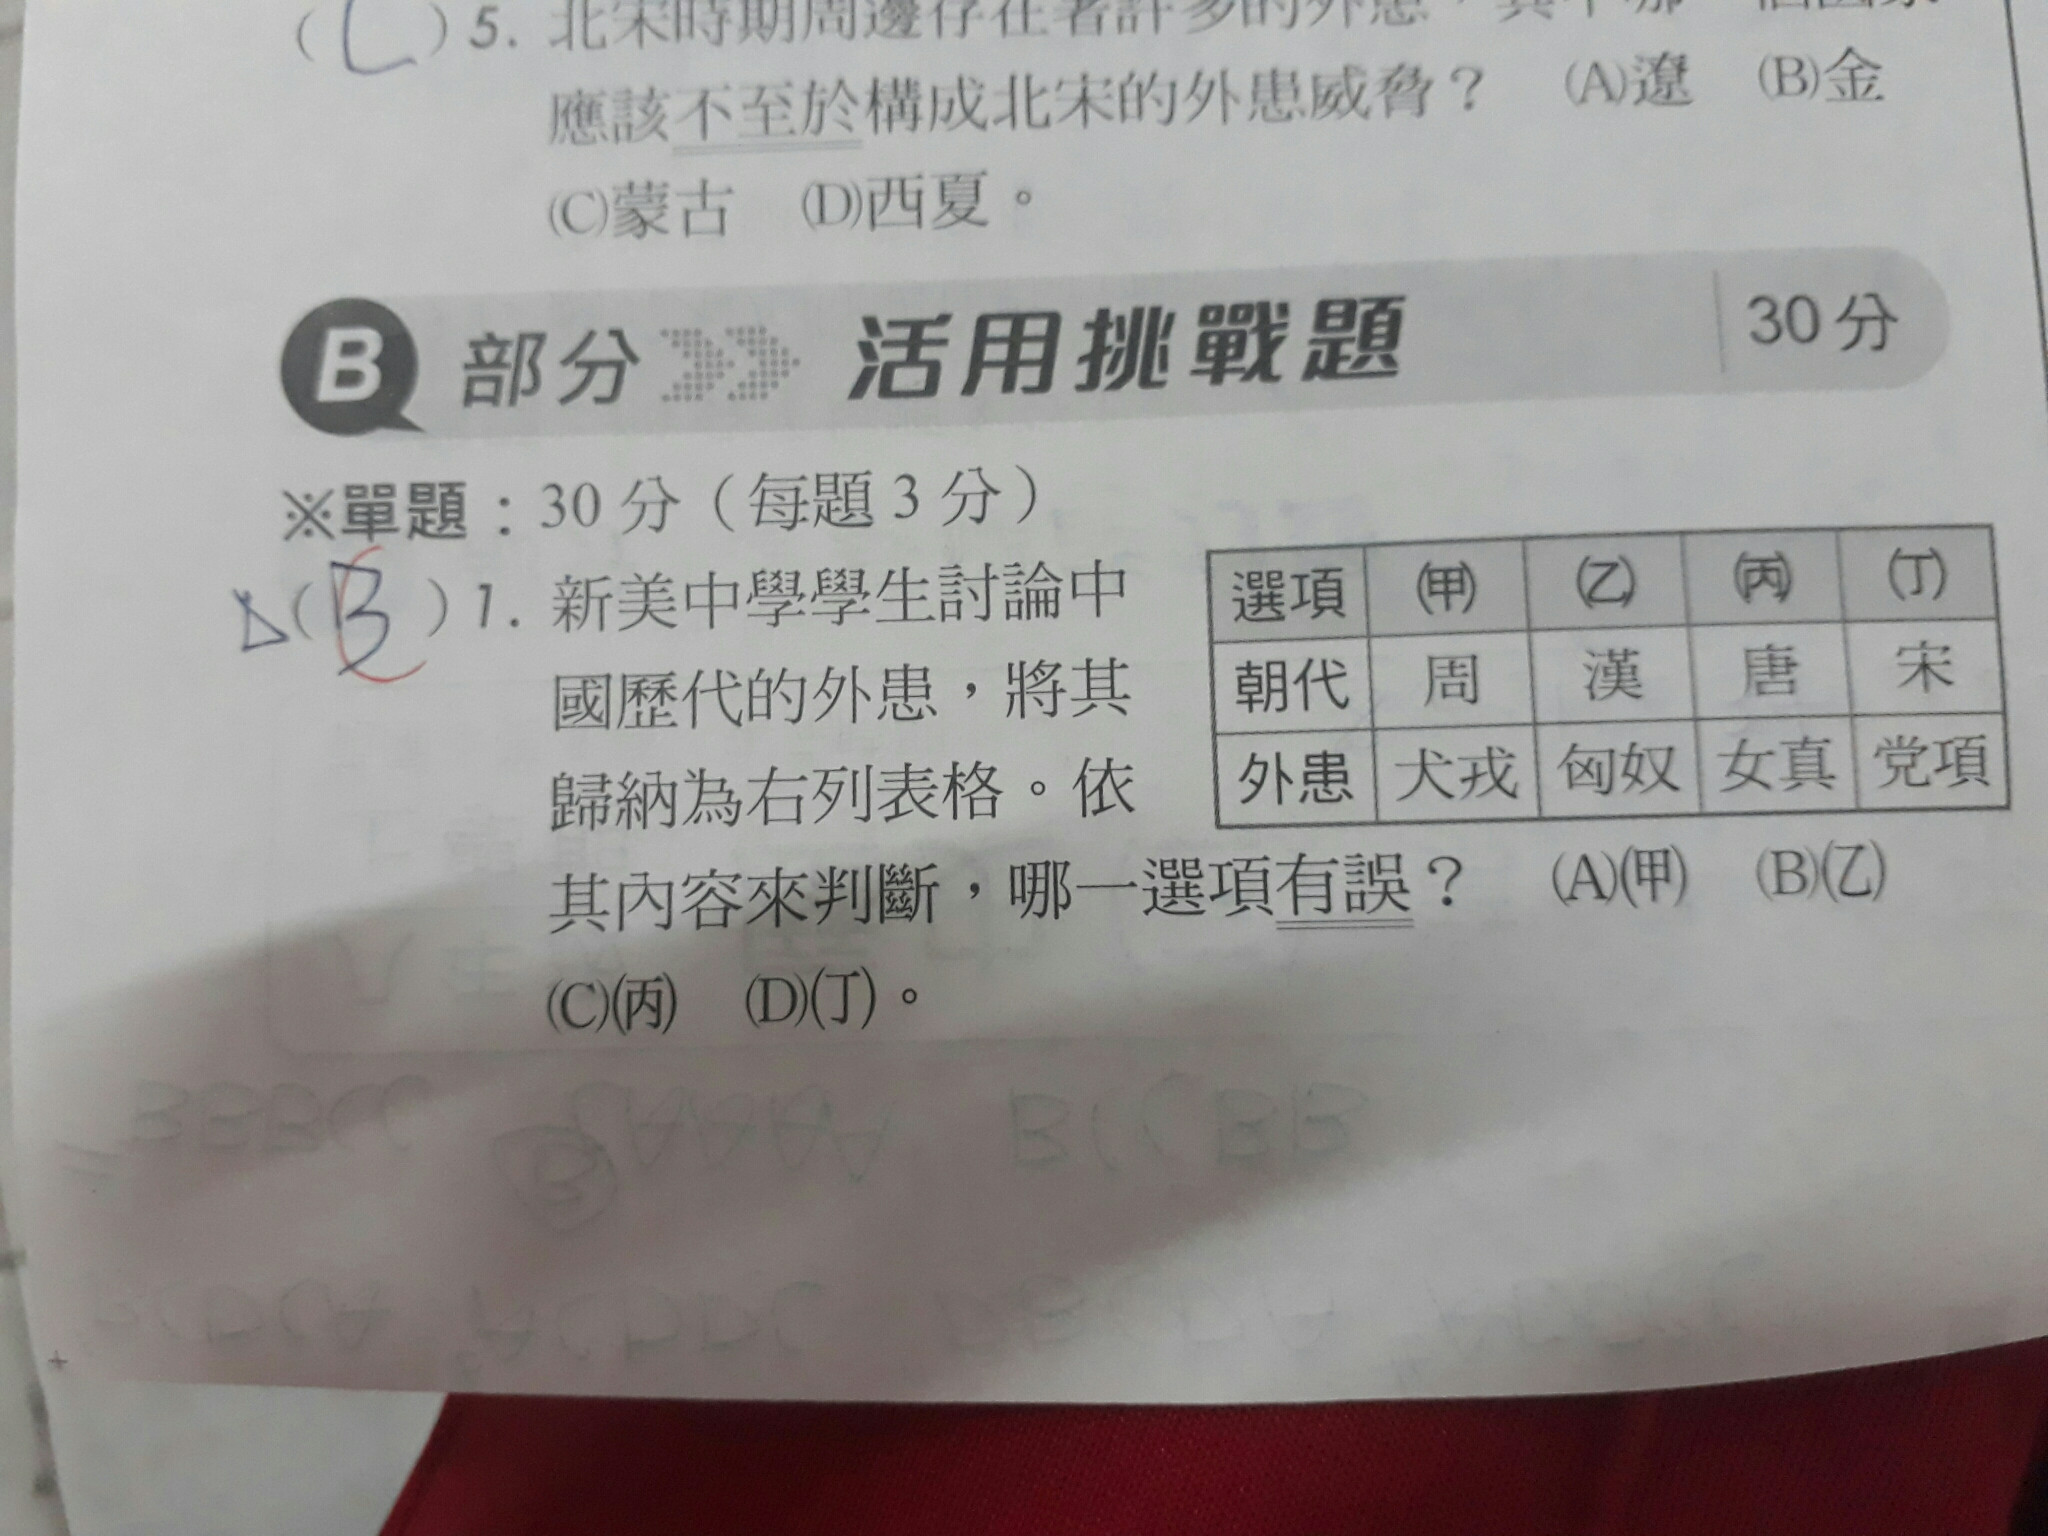 ( C ) 5. 北宋時期周邊存在著許多的外患,其中哪一個國家
應該不至於構成北宋的外患威脅? (A)遼 (B)金
(C)蒙古 (D)西夏。
B 部分 活用挑戰題 30分
※單題:30分(每題3分)
△( B ) 1. 新美中學學生討論中
國歷代的外患,將其
歸納為右列表格。依
其內容來判斷,哪一選項有誤? (A)(甲) (B)(乙)
(C)(丙) (D)(丁)。
選項 (甲) (乙) (丙) (丁)
朝代 周 漢 唐 宋
外患 犬戎 匈奴 女真 党項